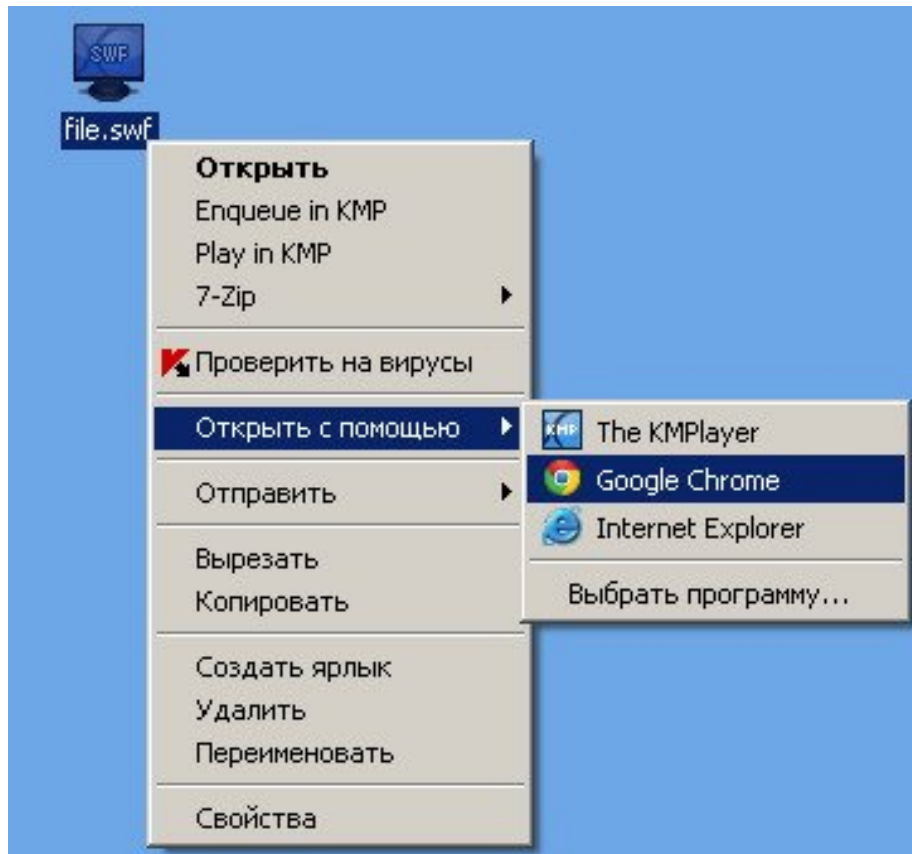 SWF
file.swf
Открыть
Enqueue in KMP
Play in KMP
7-Zip
Проверить на вирусы
Открыть с помощью
KMP The KMPlayer
Google Chrome
Internet Explorer
Выбрать программу...
Отправить
Вырезать
Копировать
Создать ярлык
Удалить
Переименовать
Свойства